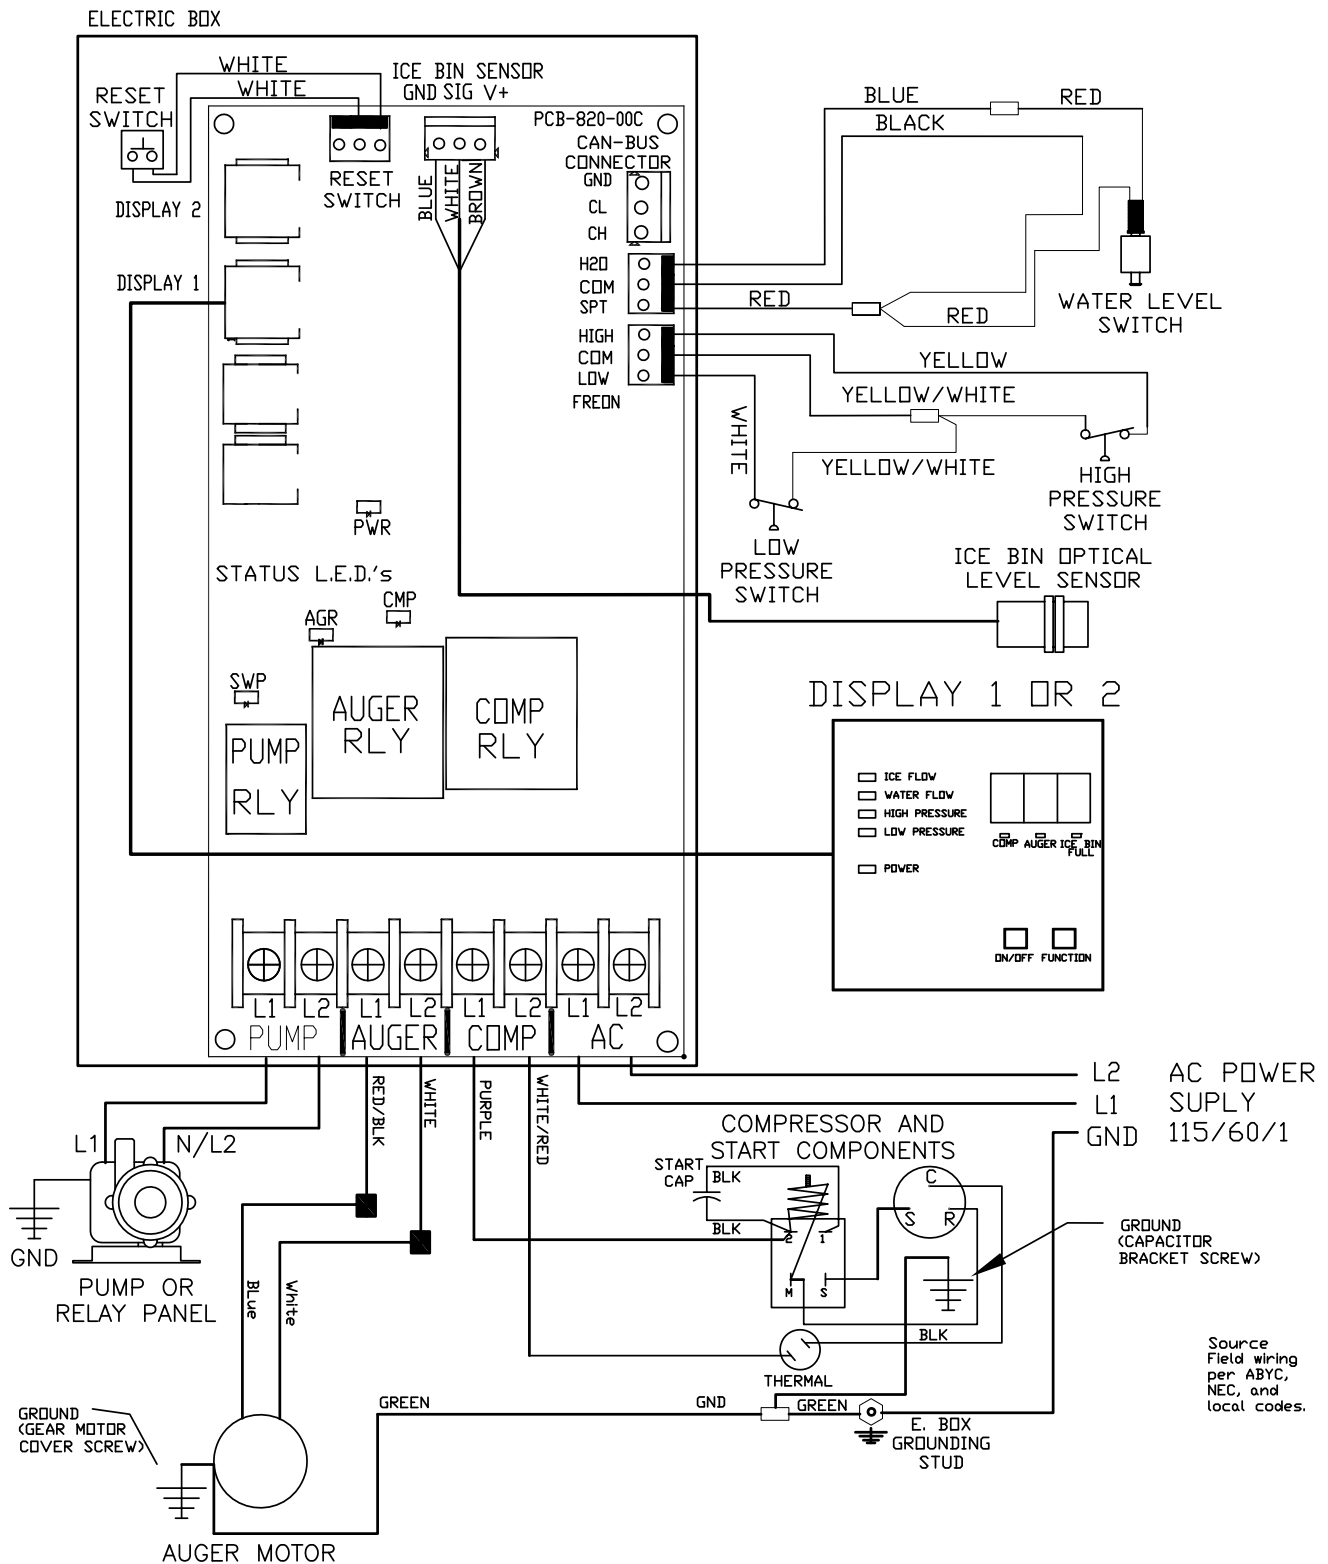 ELECTRIC BOX
WHITE
WHITE
RESET
SWITCH
ICE BIN SENSOR
GND SIG V+
PCB-820-00C
CAN-BUS
CONNECTOR
GND
CL
CH
RESET
SWITCH
BLUE
WHITE
BROWN
DISPLAY 2
DISPLAY 1
H2O
COM
SPT
HIGH
COM
LOW
FREON
BLUE
RED
BLACK
RED
RED
WATER LEVEL
SWITCH
YELLOW
YELLOW/WHITE
YELLOW/WHITE
WHITE
HIGH
PRESSURE
SWITCH
LOW
PRESSURE
SWITCH
ICE BIN OPTICAL
LEVEL SENSOR
PWR
STATUS L.E.D.'s
CMP
AGR
SWP
PUMP
RLY
AUGER
RLY
COMP
RLY
DISPLAY 1 OR 2
ICE FLOW
WATER FLOW
HIGH PRESSURE
LOW PRESSURE
POWER
COMP
AUGER
ICE BIN
FULL
ON/OFF
FUNCTION
L1 L2 L1 L2 L1 L2 L1 L2
PUMP
AUGER
COMP
AC
RED/BLK
WHITE
PURPLE
WHITE/RED
L2
L1
GND
AC POWER
SUPLY
115/60/1
L1
N/L2
GND
PUMP OR
RELAY PANEL
COMPRESSOR AND
START COMPONENTS
START
CAP
BLK
BLK
2
1
M
S
C
S
R
BLK
THERMAL
GROUND
(CAPACITOR
BRACKET SCREW)
BLue
White
GREEN
GND
GREEN
E. BOX
GROUNDING
STUD
GROUND
(GEAR MOTOR
COVER SCREW)
AUGER MOTOR
Source
Field wiring
per ABYC,
NEC, and
local codes.